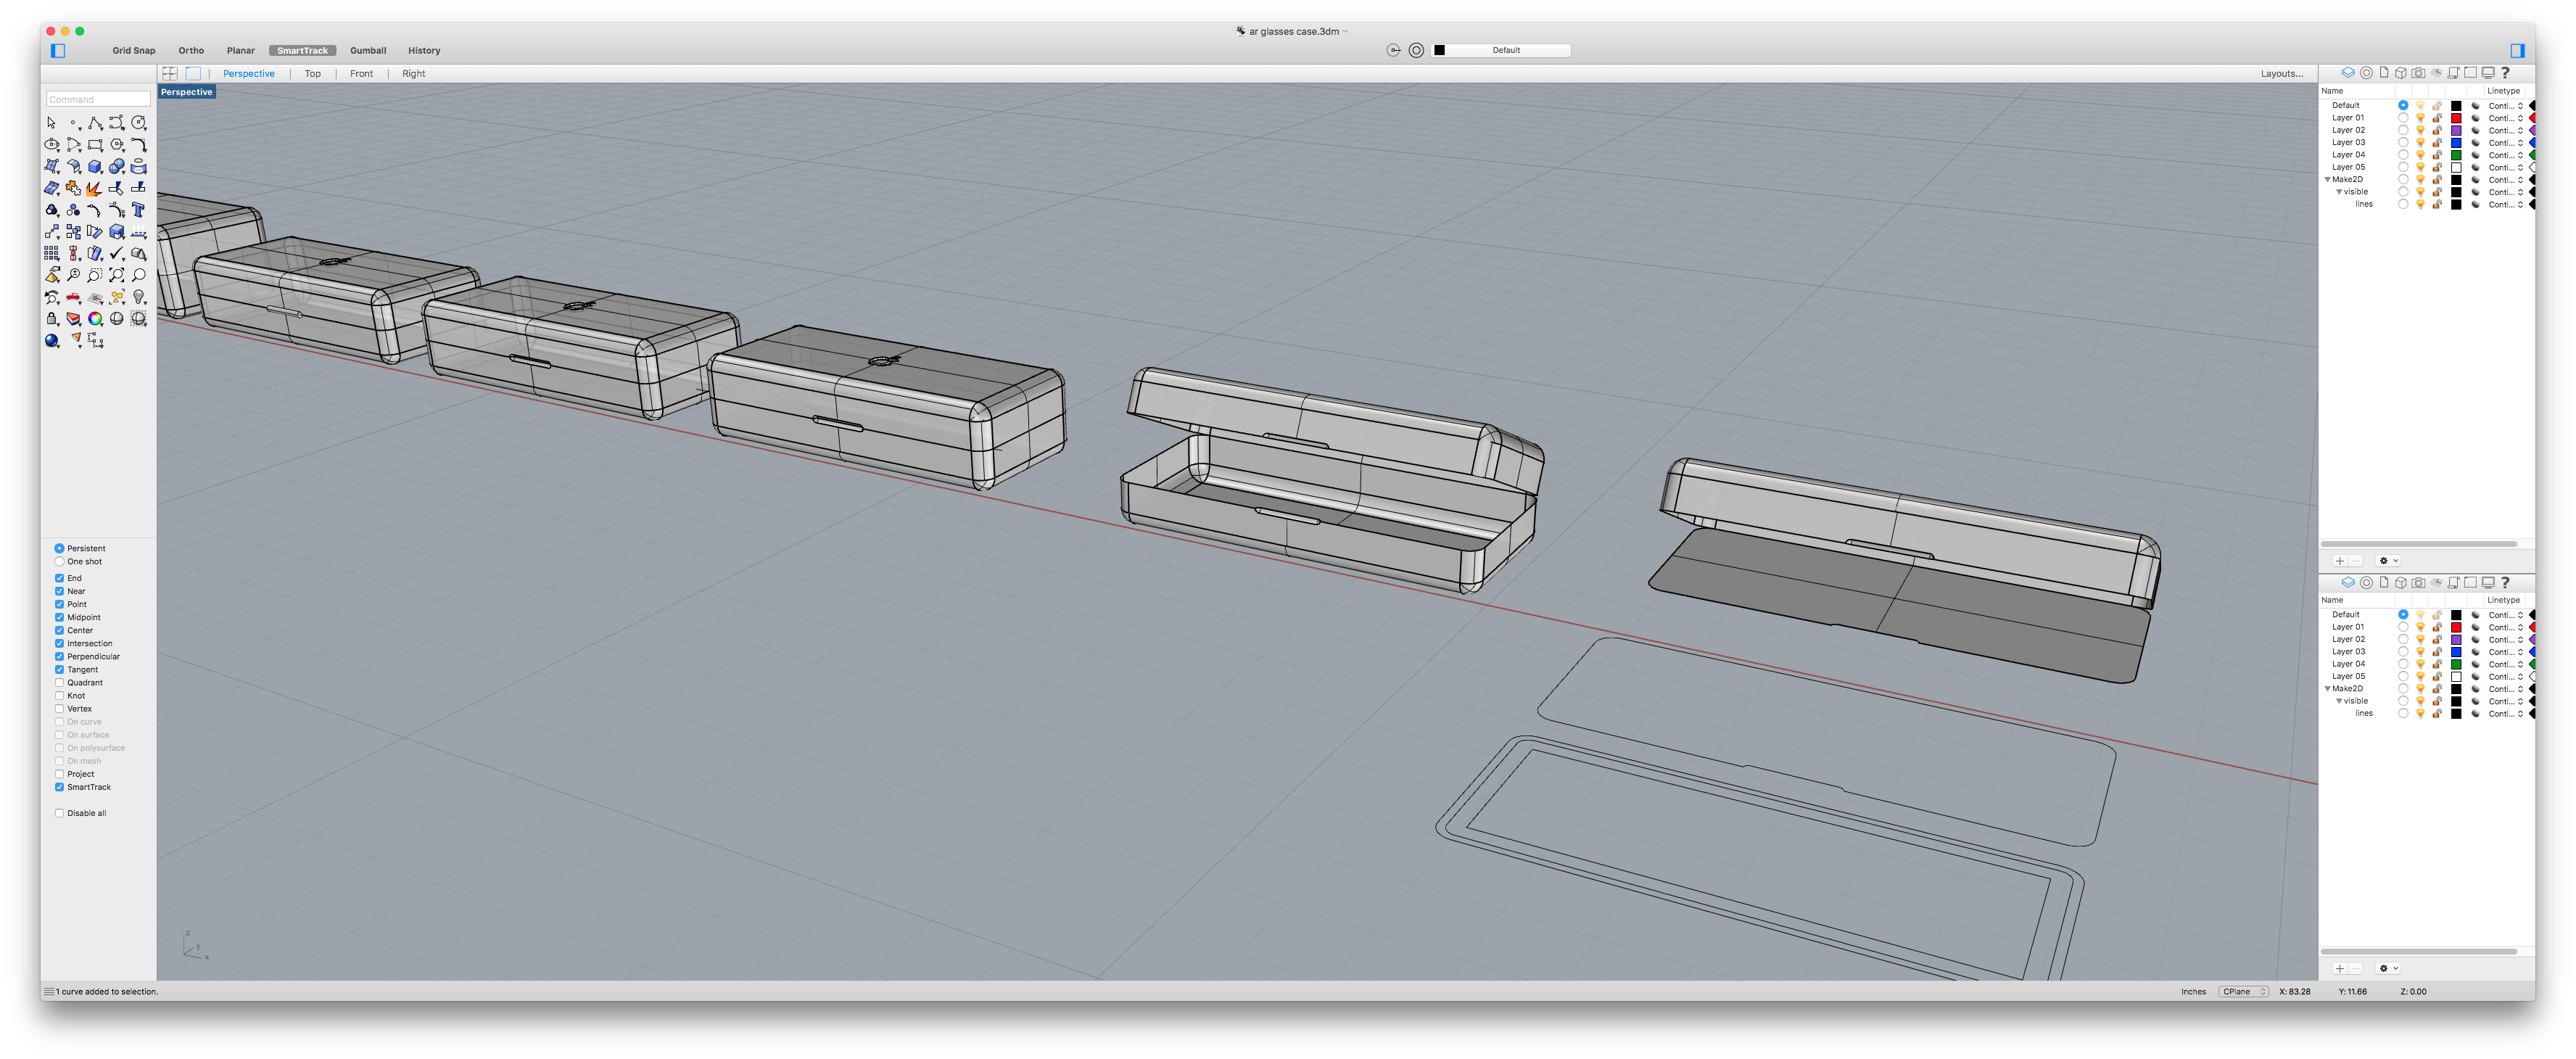 ar glasses case.3dm
Grid Snap Ortho Planar SmartTrack Gumball History
Default
Perspective Top Front Right
Layouts...
Perspective
Command
Persistent
One shot
End
Near
Point
Midpoint
Center
Intersection
Perpendicular
Tangent
Quadrant
Knot
Vertex
On curve
On surface
On polysurface
On mesh
Project
SmartTrack
Disable all
z
y
x
Name Linetype
Default Conti...
Layer 01 Conti...
Layer 02 Conti...
Layer 03 Conti...
Layer 04 Conti...
Layer 05 Conti...
Make2D Conti...
visible Conti...
lines Conti...
Name Linetype
Default Conti...
Layer 01 Conti...
Layer 02 Conti...
Layer 03 Conti...
Layer 04 Conti...
Layer 05 Conti...
Make2D Conti...
visible Conti...
lines Conti...
1 curve added to selection.
Inches CPlane X: 83.28 Y: 11.66 Z: 0.00